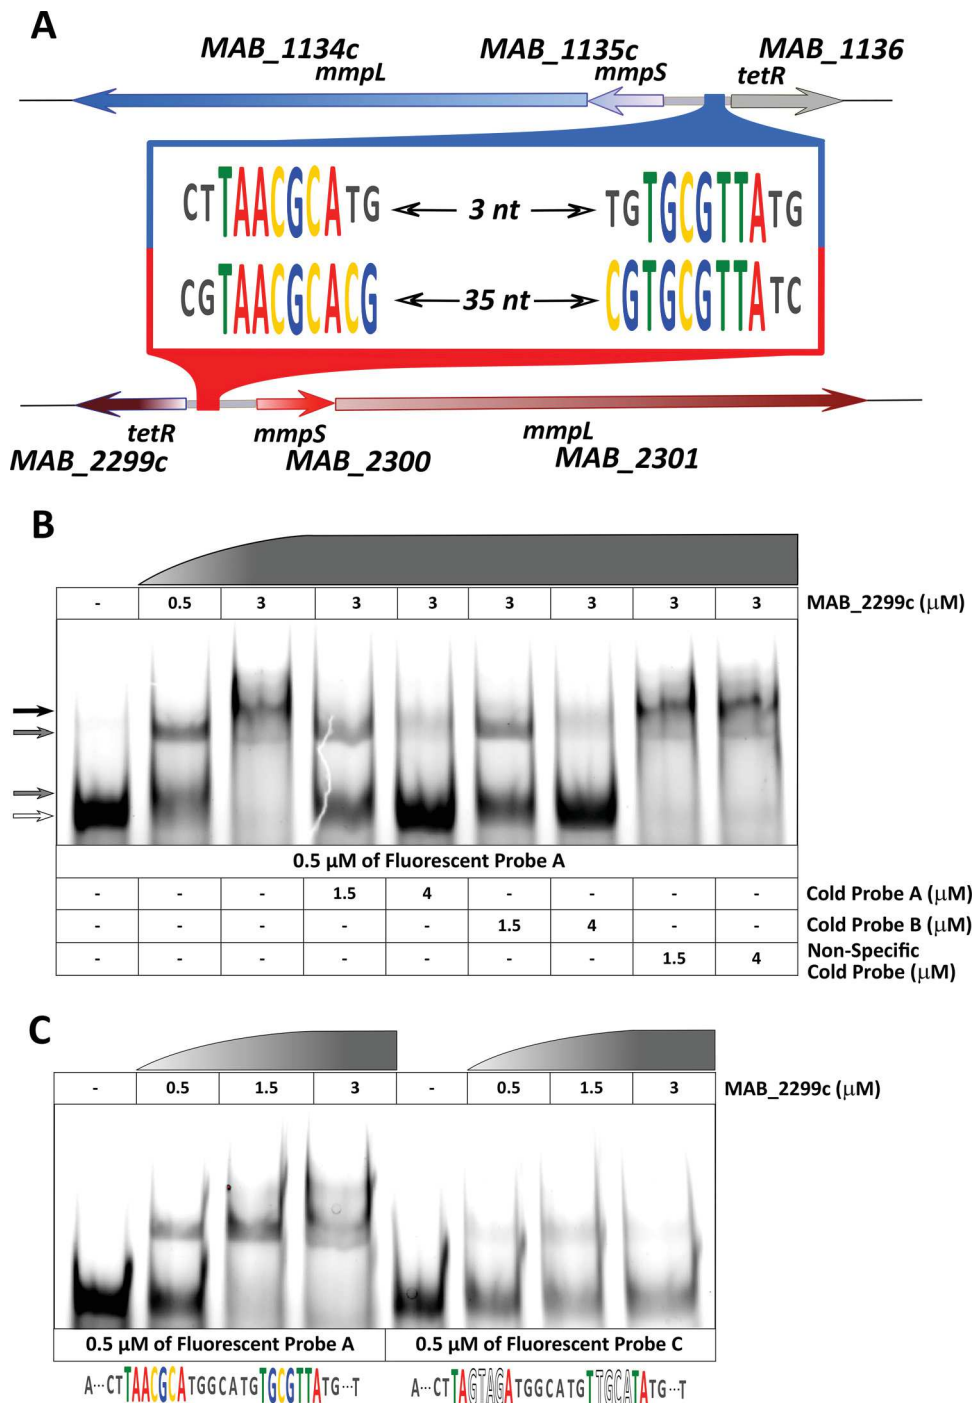 A
MAB_1134c MAB_1135c MAB_1136
mmpL mmpS tetR
CTTAACGCATG 3 nt TGTGCGTTATG
CGTAACGCACG 35 nt CGTGCGTTATC
tetR mmpS mmpL
MAB_2299c MAB_2300 MAB_2301
B
- 0.5 3 3 3 3 3 3 3 MAB_2299c (µM)
0.5 µM of Fluorescent Probe A
- - - 1.5 4 - - - - Cold Probe A (µM)
- - - - - 1.5 4 - - Cold Probe B (µM)
- - - - - - - 1.5 4 Non-Specific
Cold Probe (µM)
C
- 0.5 1.5 3 - 0.5 1.5 3 MAB_2299c (µM)
0.5 µM of Fluorescent Probe A 0.5 µM of Fluorescent Probe C
A···CTTAACGCATGGCATGTGCGTTATG···T A···CTTAGTAGATGGCATGTTGCATATG···T